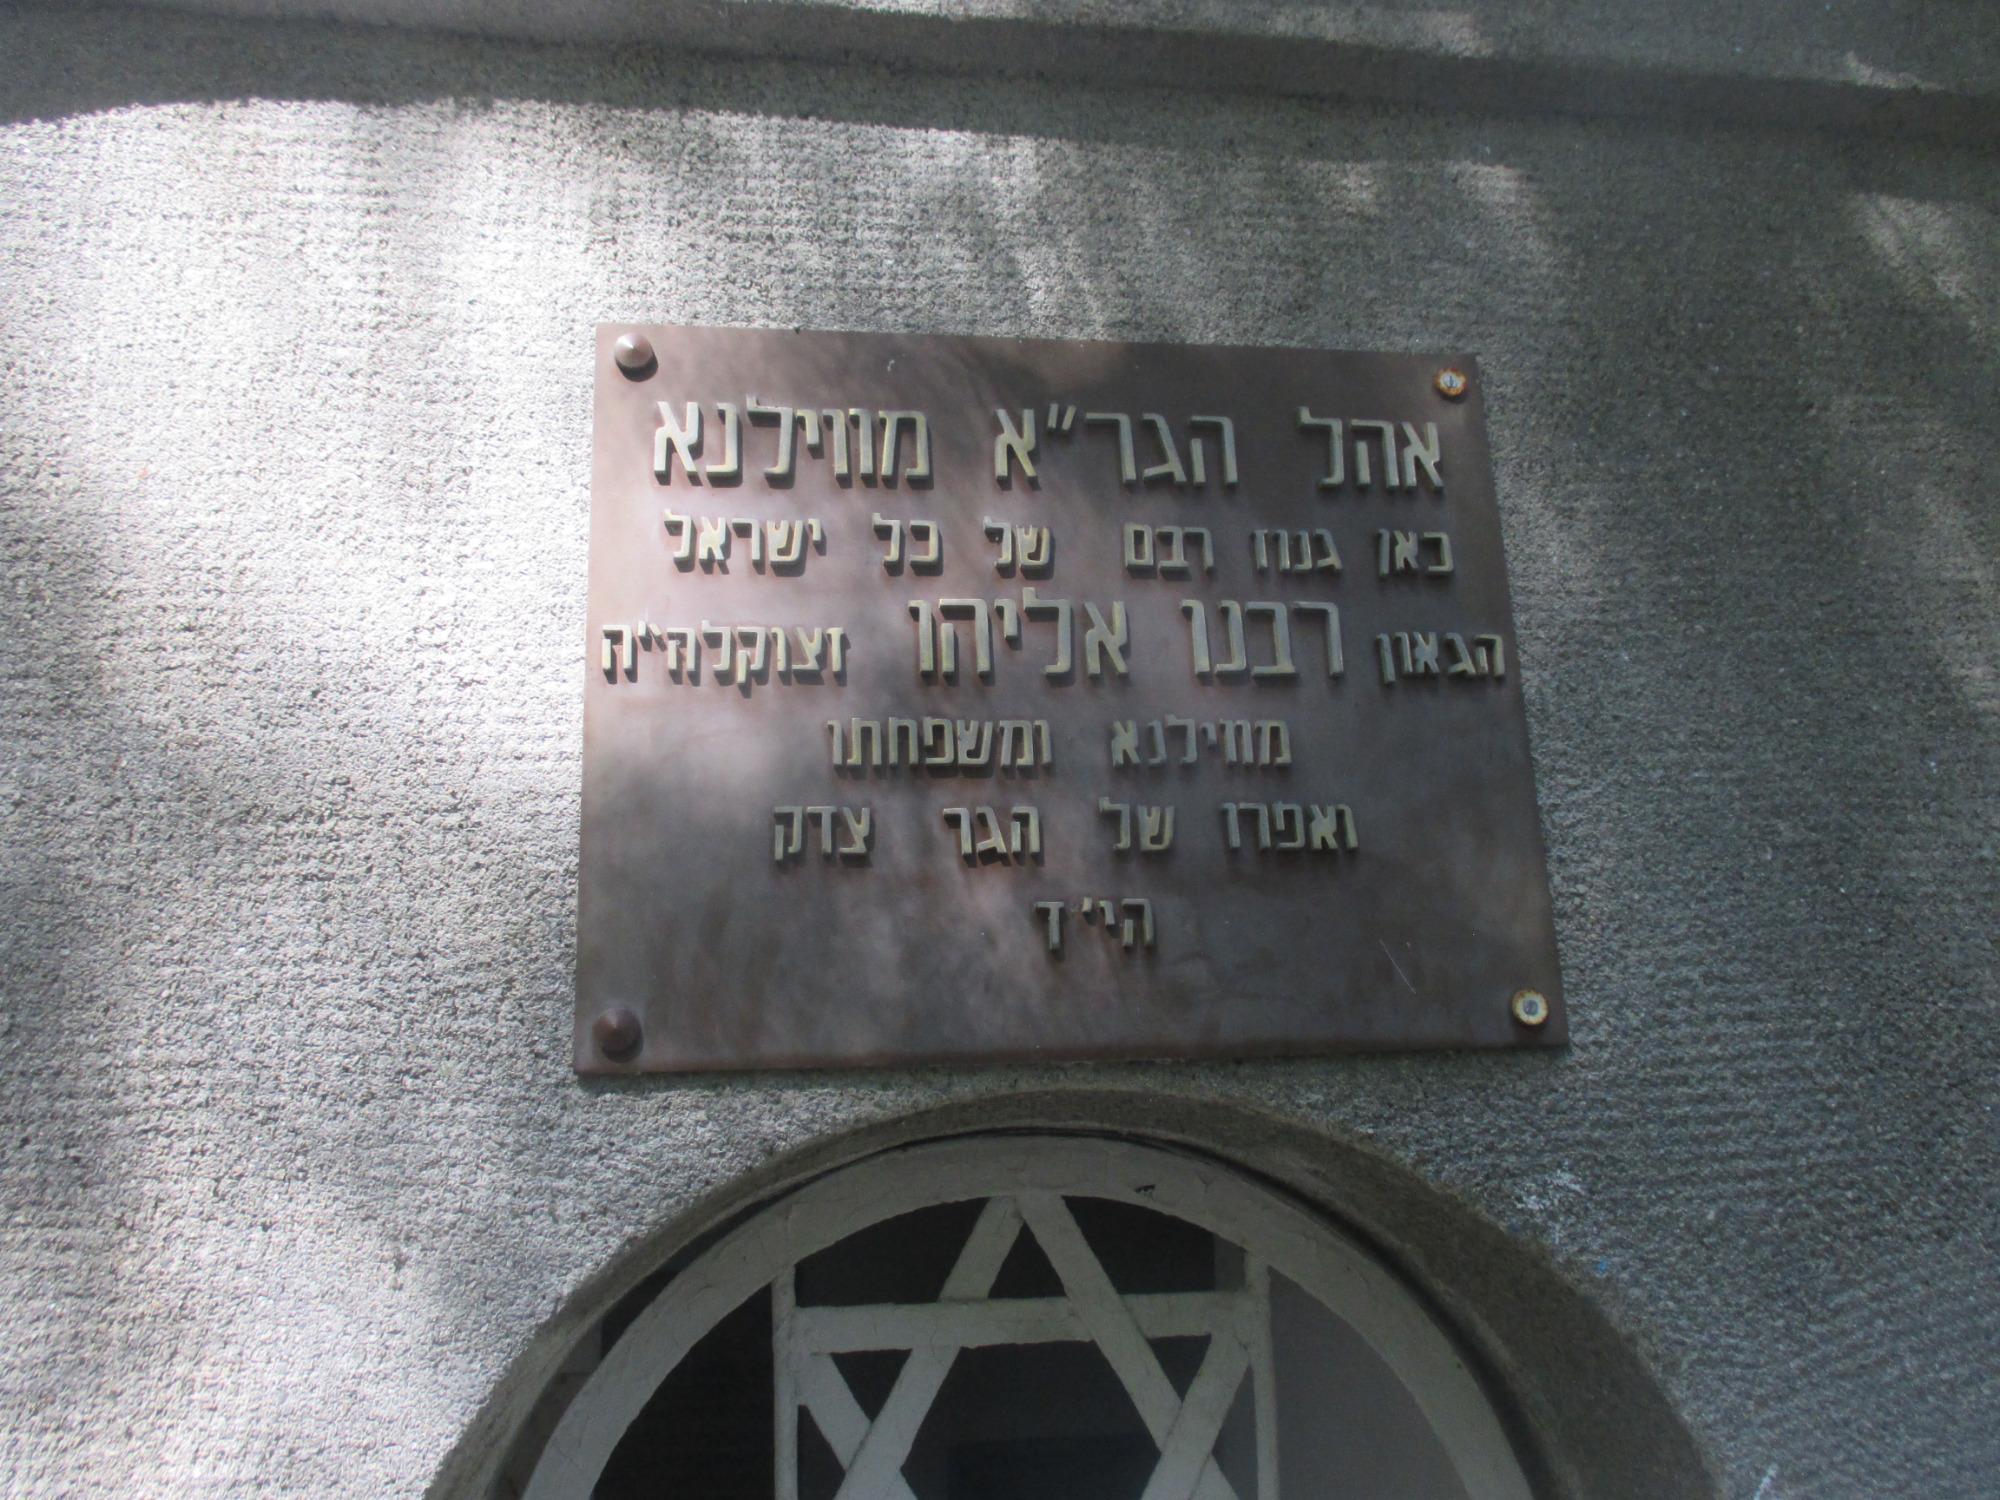 אהל הגר"א מווילנא
כאן גנוז רבם של כל ישראל
הגאון רבנו אליהו זצוקלה"ה
מווילנא ומשפחתו
ואפרו של הגר צדק
הי"ד